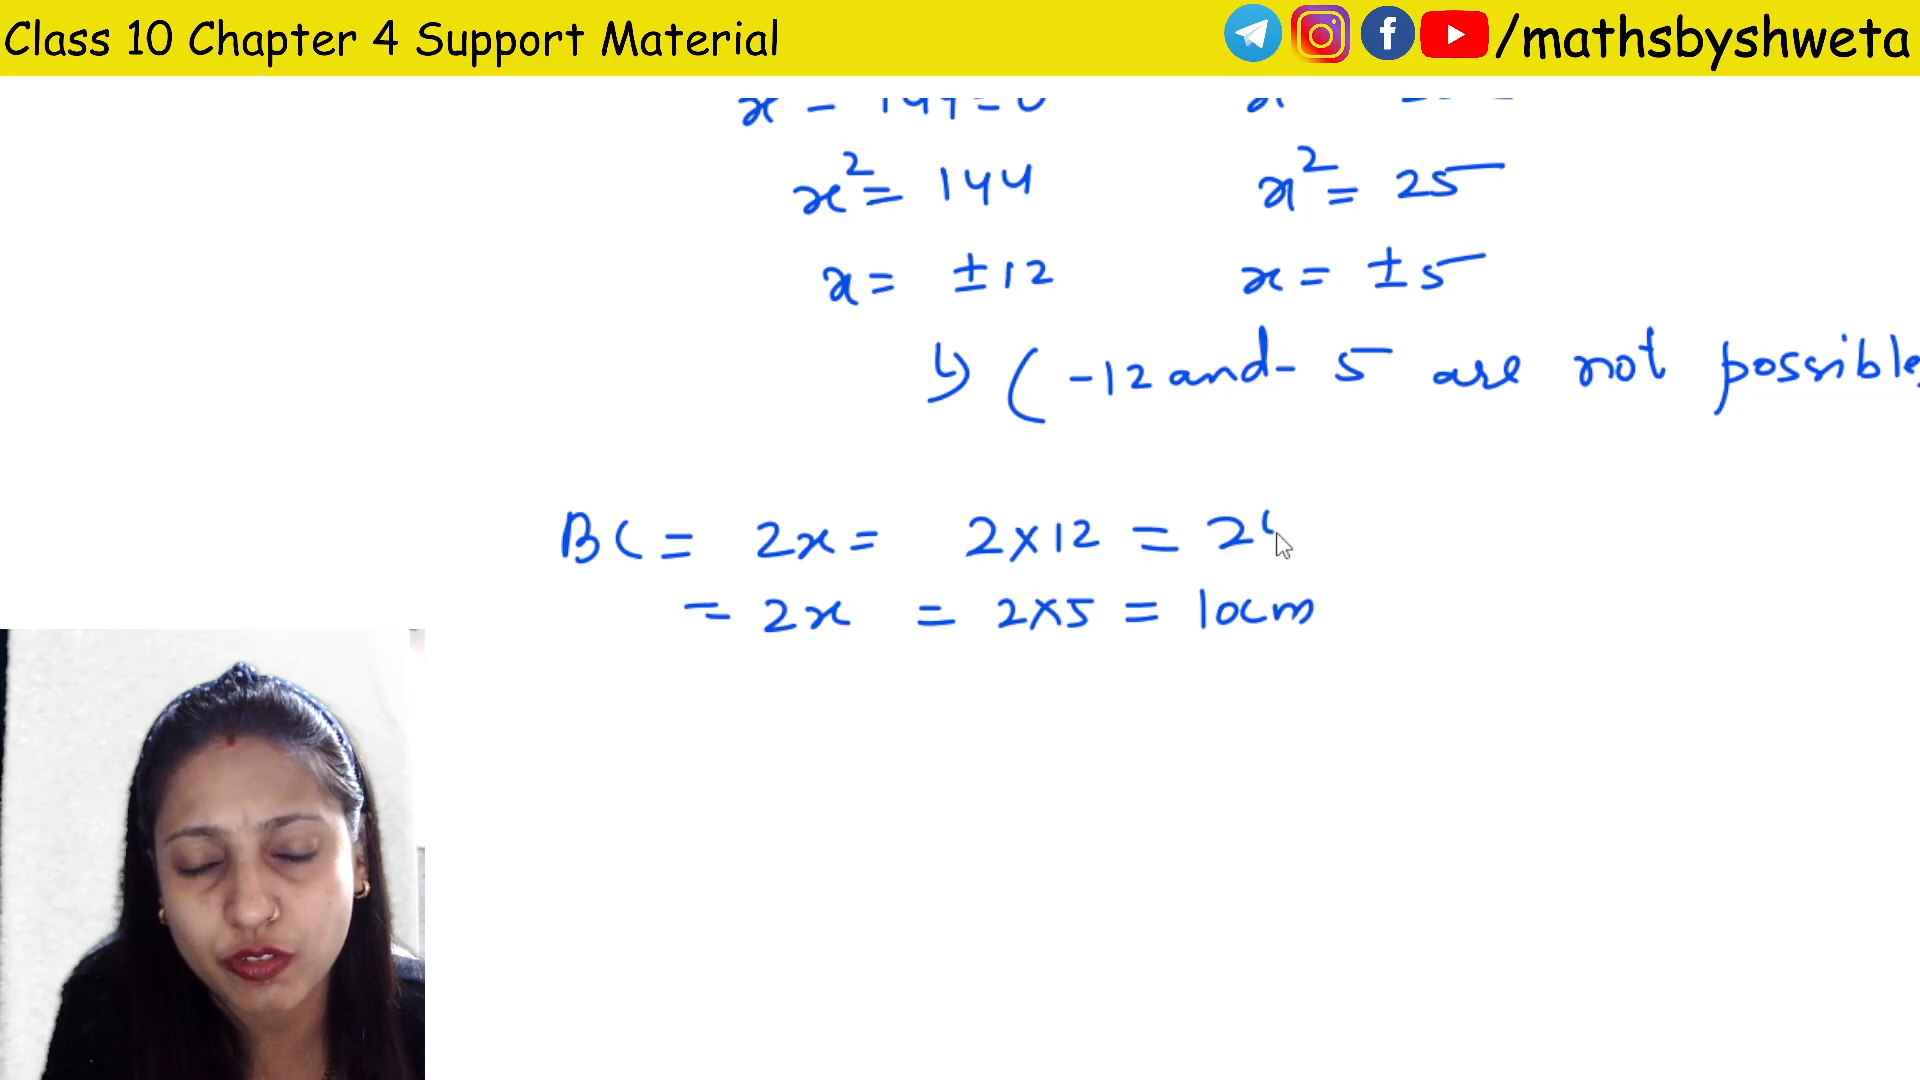 Class 10 Chapter 4 Support Material
/mathsbyshweta
x² = 144 x² = 25
x = ±12 x = ±5
(-12 and - 5 are not possible
BC = 2x = 2×12 = 24
= 2x = 2×5 = 10cm